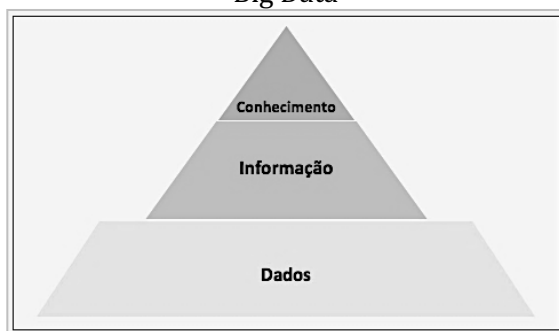 Big Data
Conhecimento
Informação
Dados